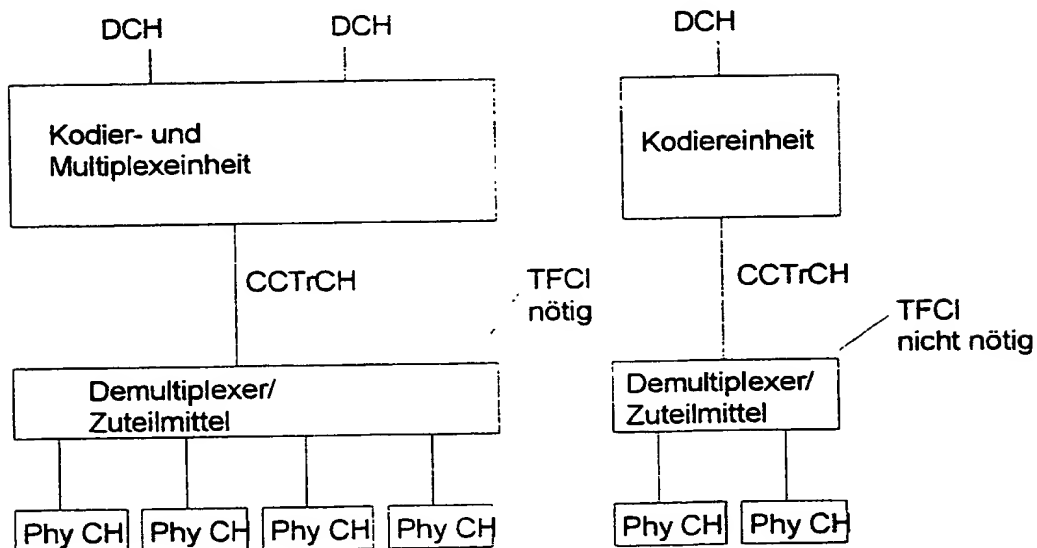 DCH
DCH
Kodier- und
Multiplexeinheit
CCTrCH
TFCI
nötig
Demultiplexer/
Zuteilmittel
Phy CH
Phy CH
Phy CH
Phy CH
DCH
Kodiereinheit
CCTrCH
TFCI
nicht nötig
Demultiplexer/
Zuteilmittel
Phy CH
Phy CH